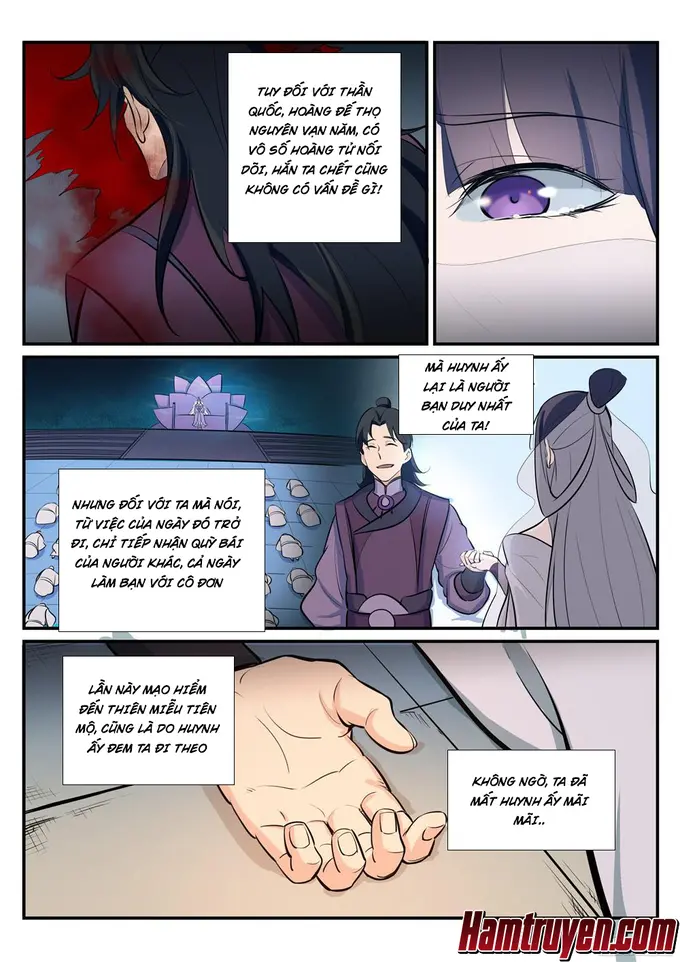 TUY ĐỐI VỚI THẦN
QUỐC, HOÀNG ĐẾ THỌ
NGUYÊN VẠN NĂM, CÓ
VÔ SỐ HOÀNG TỬ NỐI
DÕI, HẮN TA CHẾT CŨNG
KHÔNG CÓ VẤN ĐỀ GÌ!
MÀ HUYNH ẤY
LẠI LÀ NGƯỜI
BẠN DUY NHẤT
CỦA TA!
NHƯNG ĐỐI VỚI TA MÀ NÓI,
TỪ VIỆC CỦA NGÀY ĐÓ TRỞ
ĐI, CHỈ TIẾP NHẬN QUỲ BÁI
CỦA NGƯỜI KHÁC, CẢ NGÀY
LÀM BẠN VỚI CÔ ĐƠN
LẦN NÀY MẠO HIỂM
ĐẾN THIÊN MIỄU TIÊN
MỘ, CŨNG LÀ DO HUYNH
ẤY ĐEM TA ĐI THEO
KHÔNG NGỜ, TA ĐÃ
MẤT HUYNH ẤY MÃI
MÃI..
Hamtruyen.com